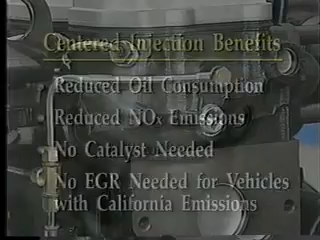 Centered Injection Benefits
Reduced Oil Consumption
Reduced NOx Emissions
No Catalyst Needed
No EGR Needed for Vehicles
with California Emissions